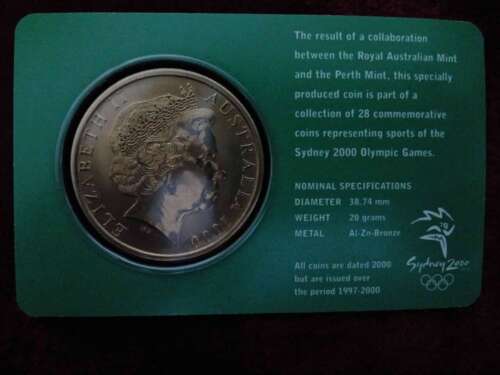 The result of a collaboration
between the Royal Australian Mint
and the Perth Mint, this specially
produced coin is part of a
collection of 28 commemorative
coins representing sports of the
Sydney 2000 Olympic Games.
NOMINAL SPECIFICATIONS
DIAMETER 38.74 mm
WEIGHT 20 grams
METAL Al-Zn-Bronze
All coins are dated 2000
but are issued over
the period 1997-2000
Sydney 2000
ELIZABETH II
AUSTRALIA 2000